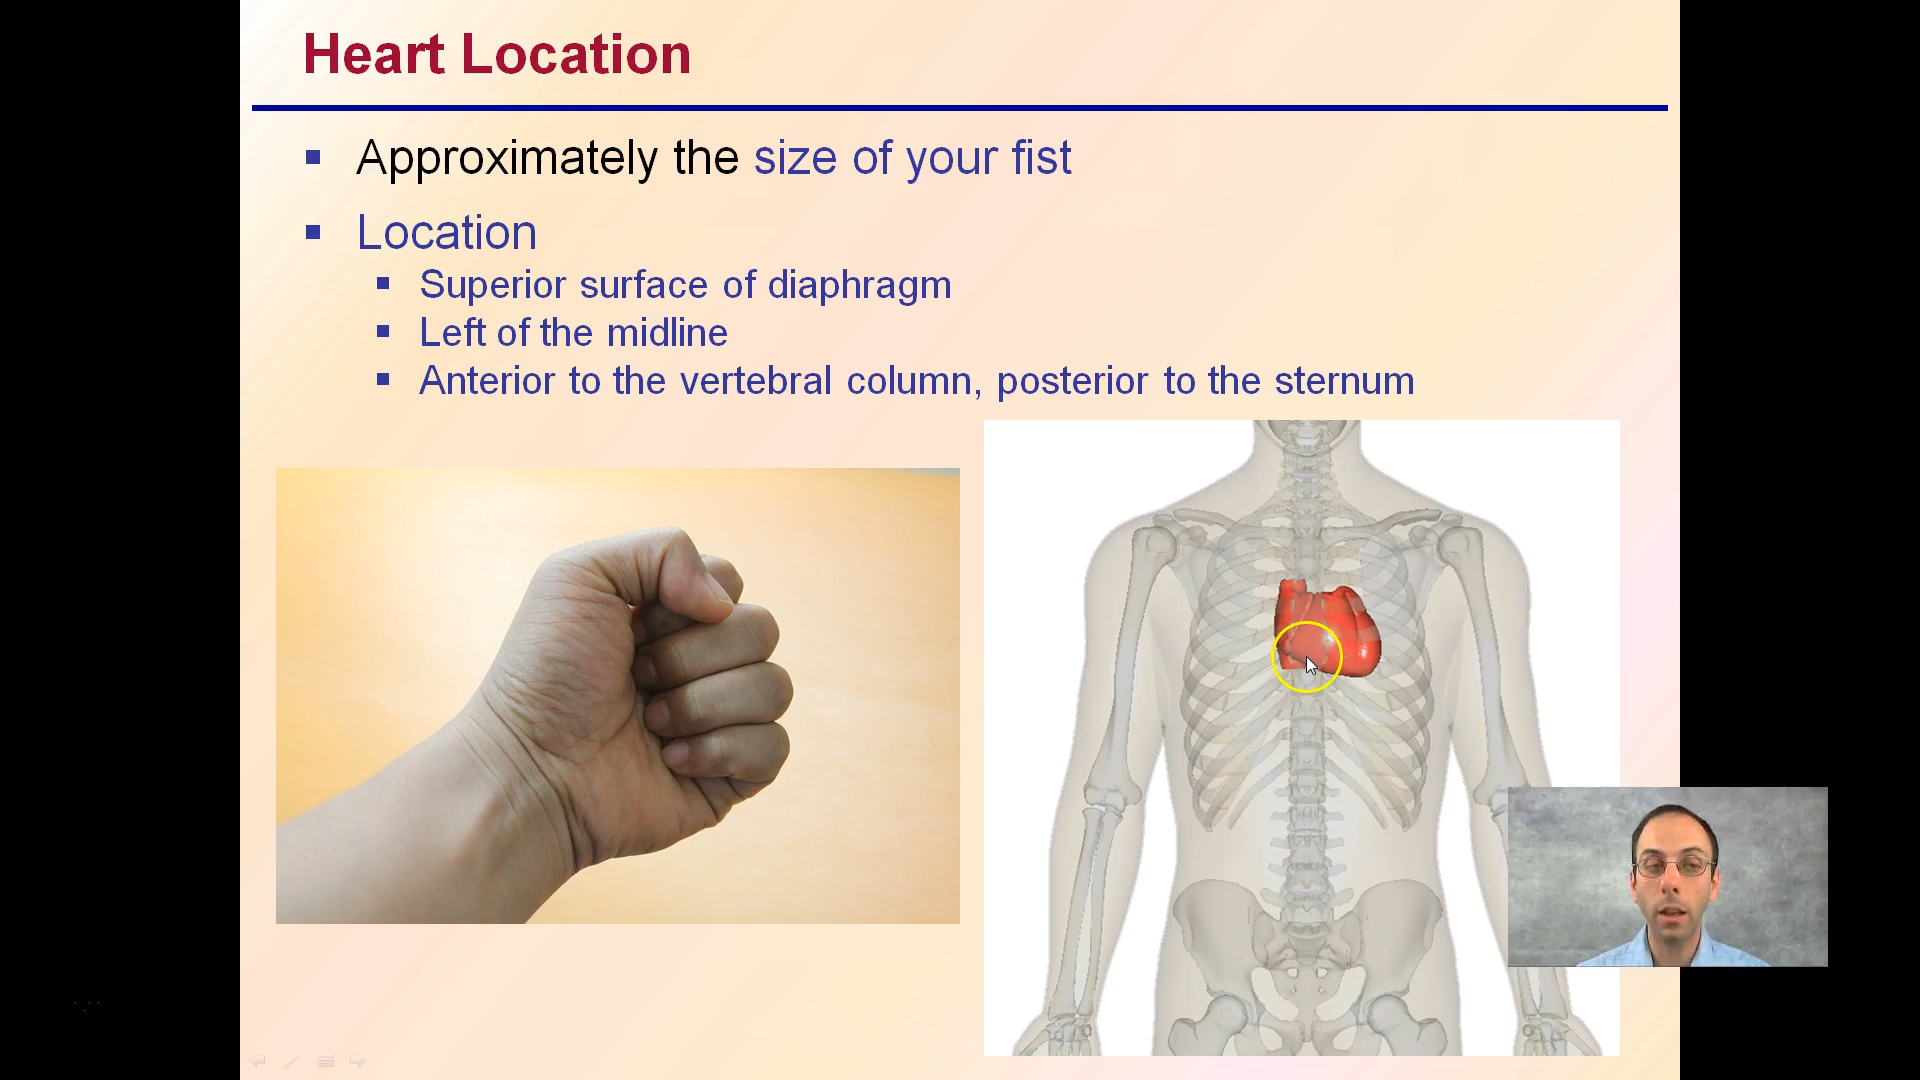 Heart Location
Approximately the size of your fist
Location
Superior surface of diaphragm
Left of the midline
Anterior to the vertebral column, posterior to the sternum